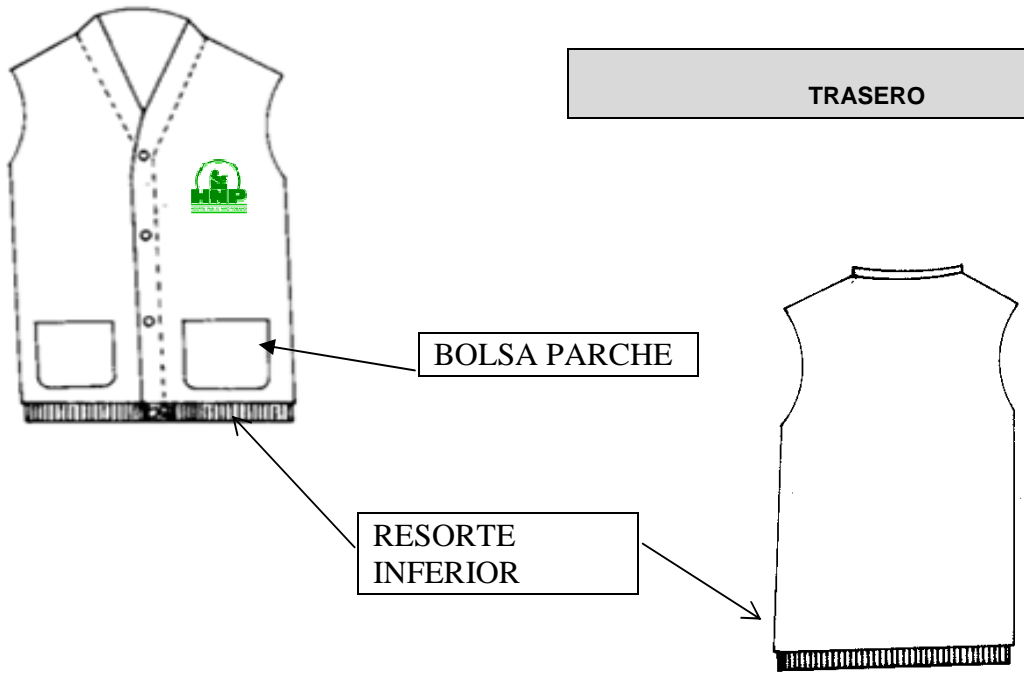 TRASERO
HNP
BOLSA PARCHE
RESORTE
INFERIOR